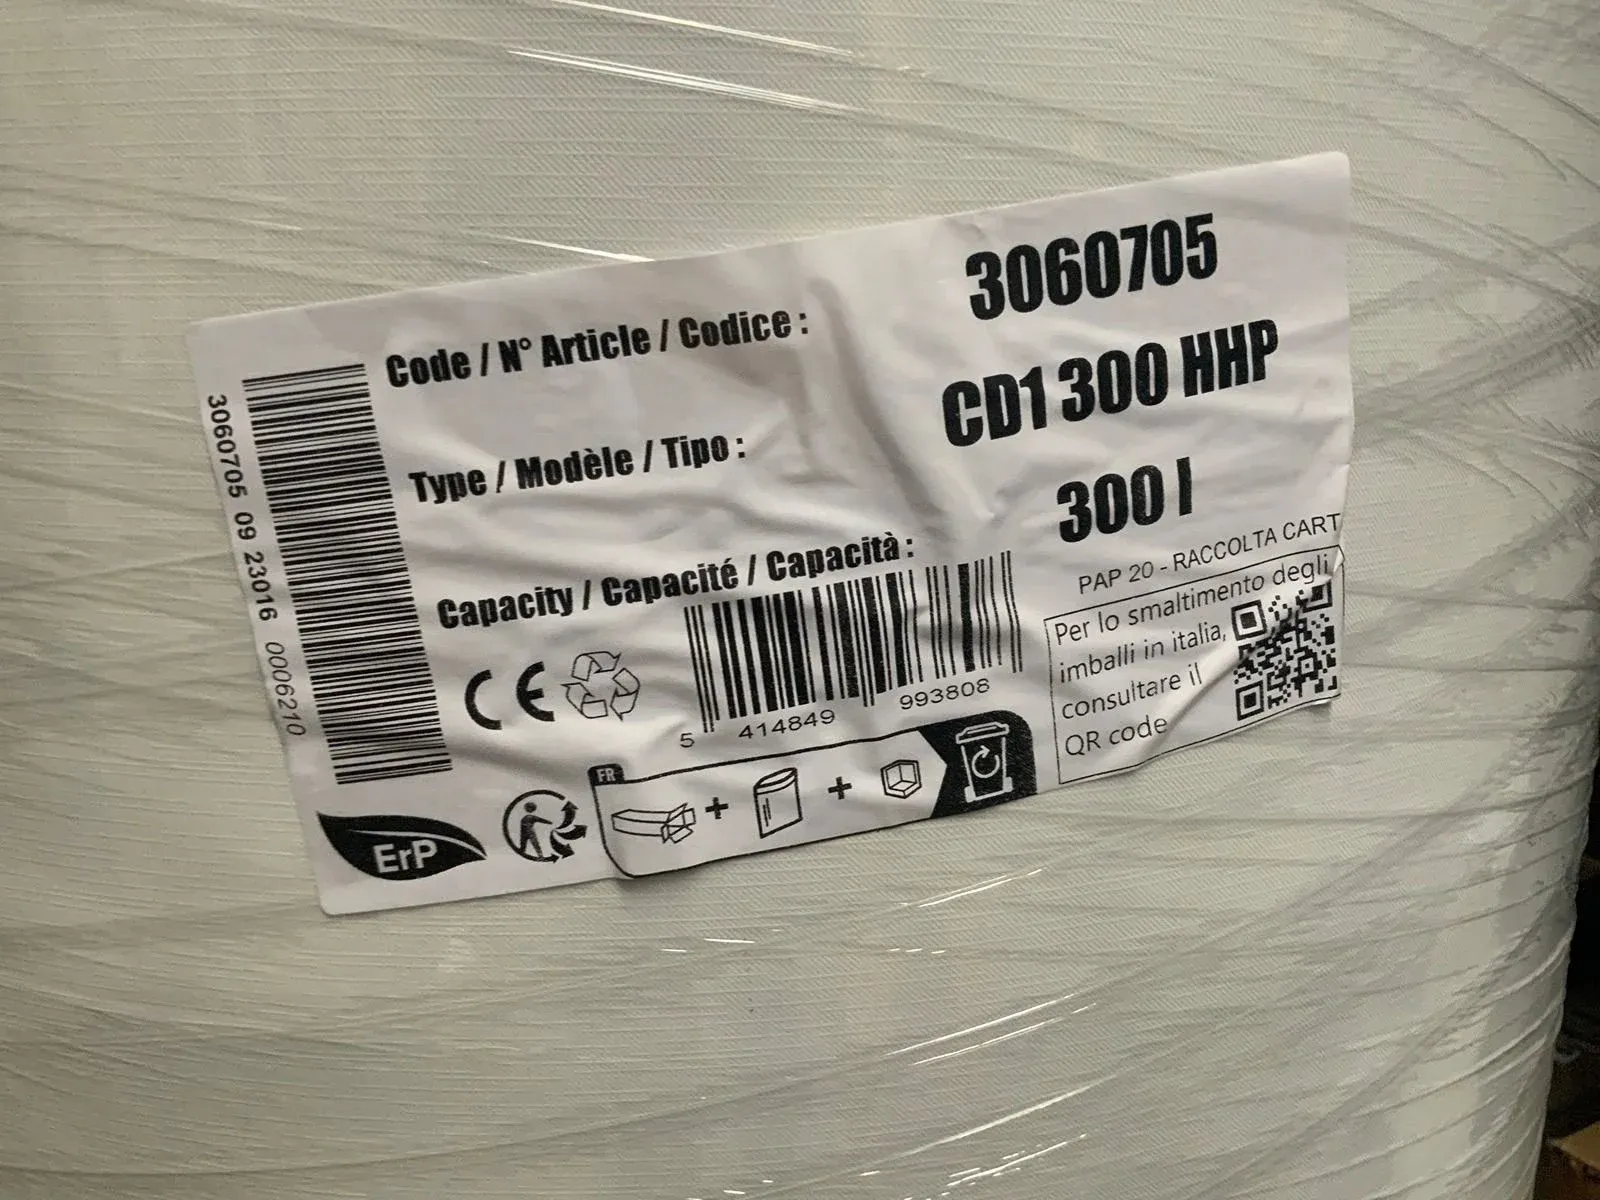 Code / N° Article / Codice : 3060705
Type / Modèle / Tipo : CD1 300 HHP
Capacity / Capacité / Capacità : 300 l
3060705 09 23016 0006210
PAP 20 - RACCOLTA CART
Per lo smaltimento degli
imballi in italia,
consultare il
QR code
CE
5 414849 993808
FR
ErP